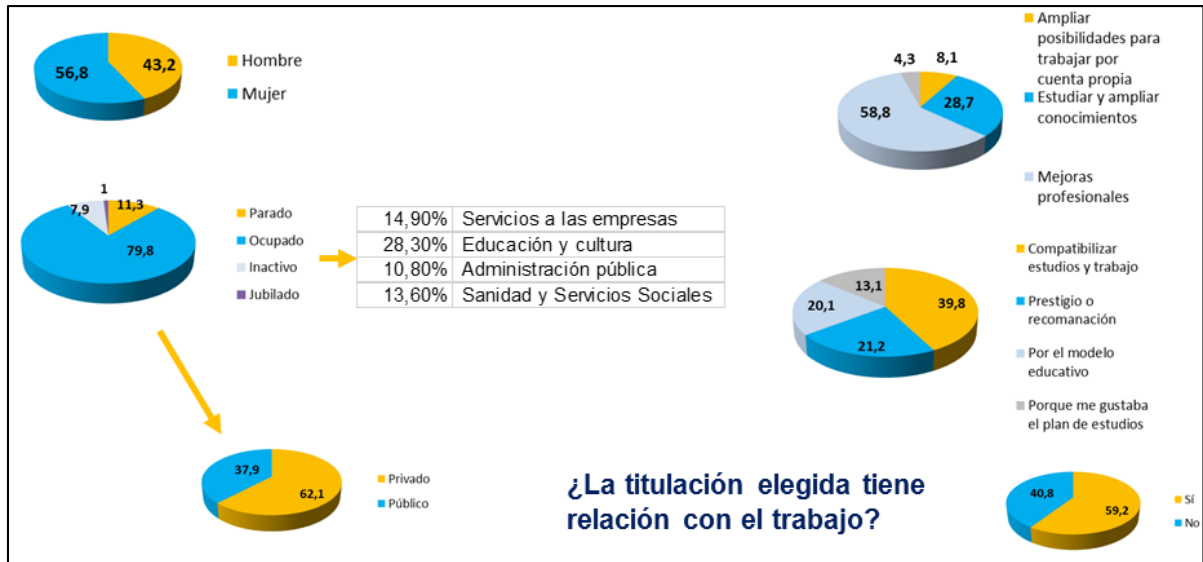 56,8
43,2
Hombre
Mujer
4,3
8,1
28,7
58,8
Ampliar
posibilidades para
trabajar por
cuenta propia
Estudiar y ampliar
conocimientos
Mejoras
profesionales
1
7,9
11,3
79,8
Parado
Ocupado
Inactivo
Jubilado
14,90% Servicios a las empresas
28,30% Educación y cultura
10,80% Administración pública
13,60% Sanidad y Servicios Sociales
13,1
39,8
20,1
21,2
Compatibilizar
estudios y trabajo
Prestigio o
recomanación
Por el modelo
educativo
Porque me gustaba
el plan de estudios
37,9
62,1
Privado
Público
¿La titulación elegida tiene
relación con el trabajo?
40,8
59,2
Sí
No